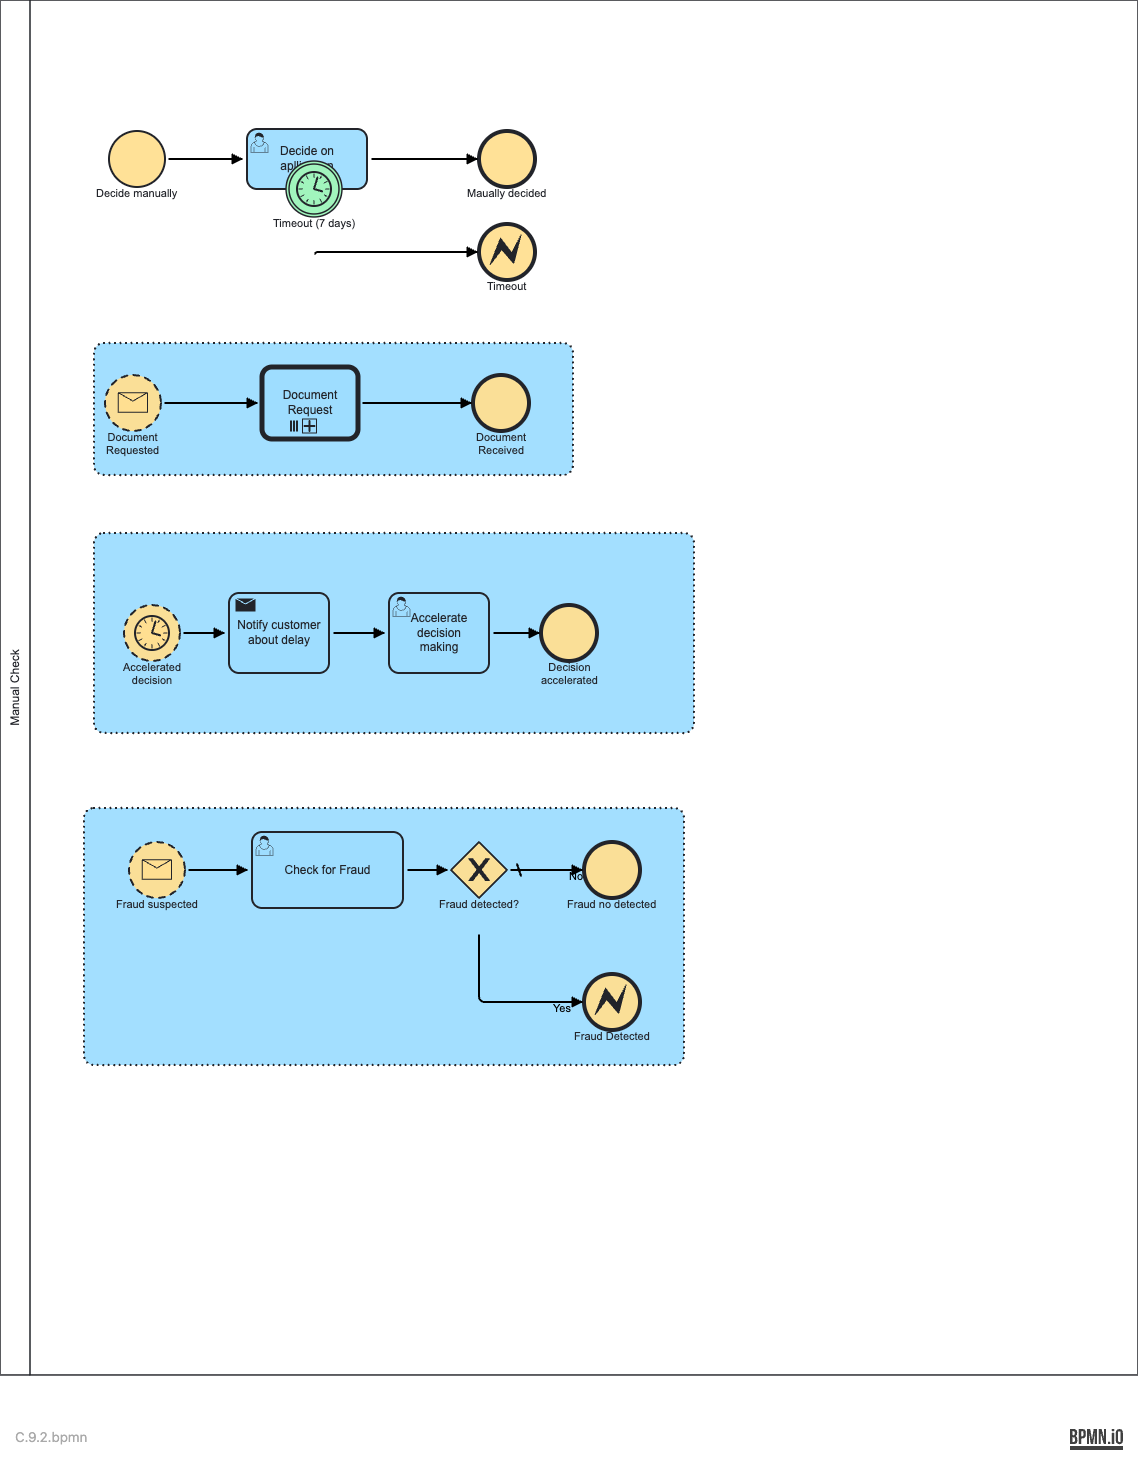 Decide on
Decide manually
Maually decided
Timeout (7 days)
Timeout
Document
Request
Document
Requested
Document
Received
Manual Check
Notify customer
about delay
Accelerate
decision
making
Accelerated
decision
Decision
accelerated
Check for Fraud
No
Fraud suspected
Fraud detected?
Fraud no detected
Yes
Fraud Detected
C.9.2.bpmn
BPMN.iO